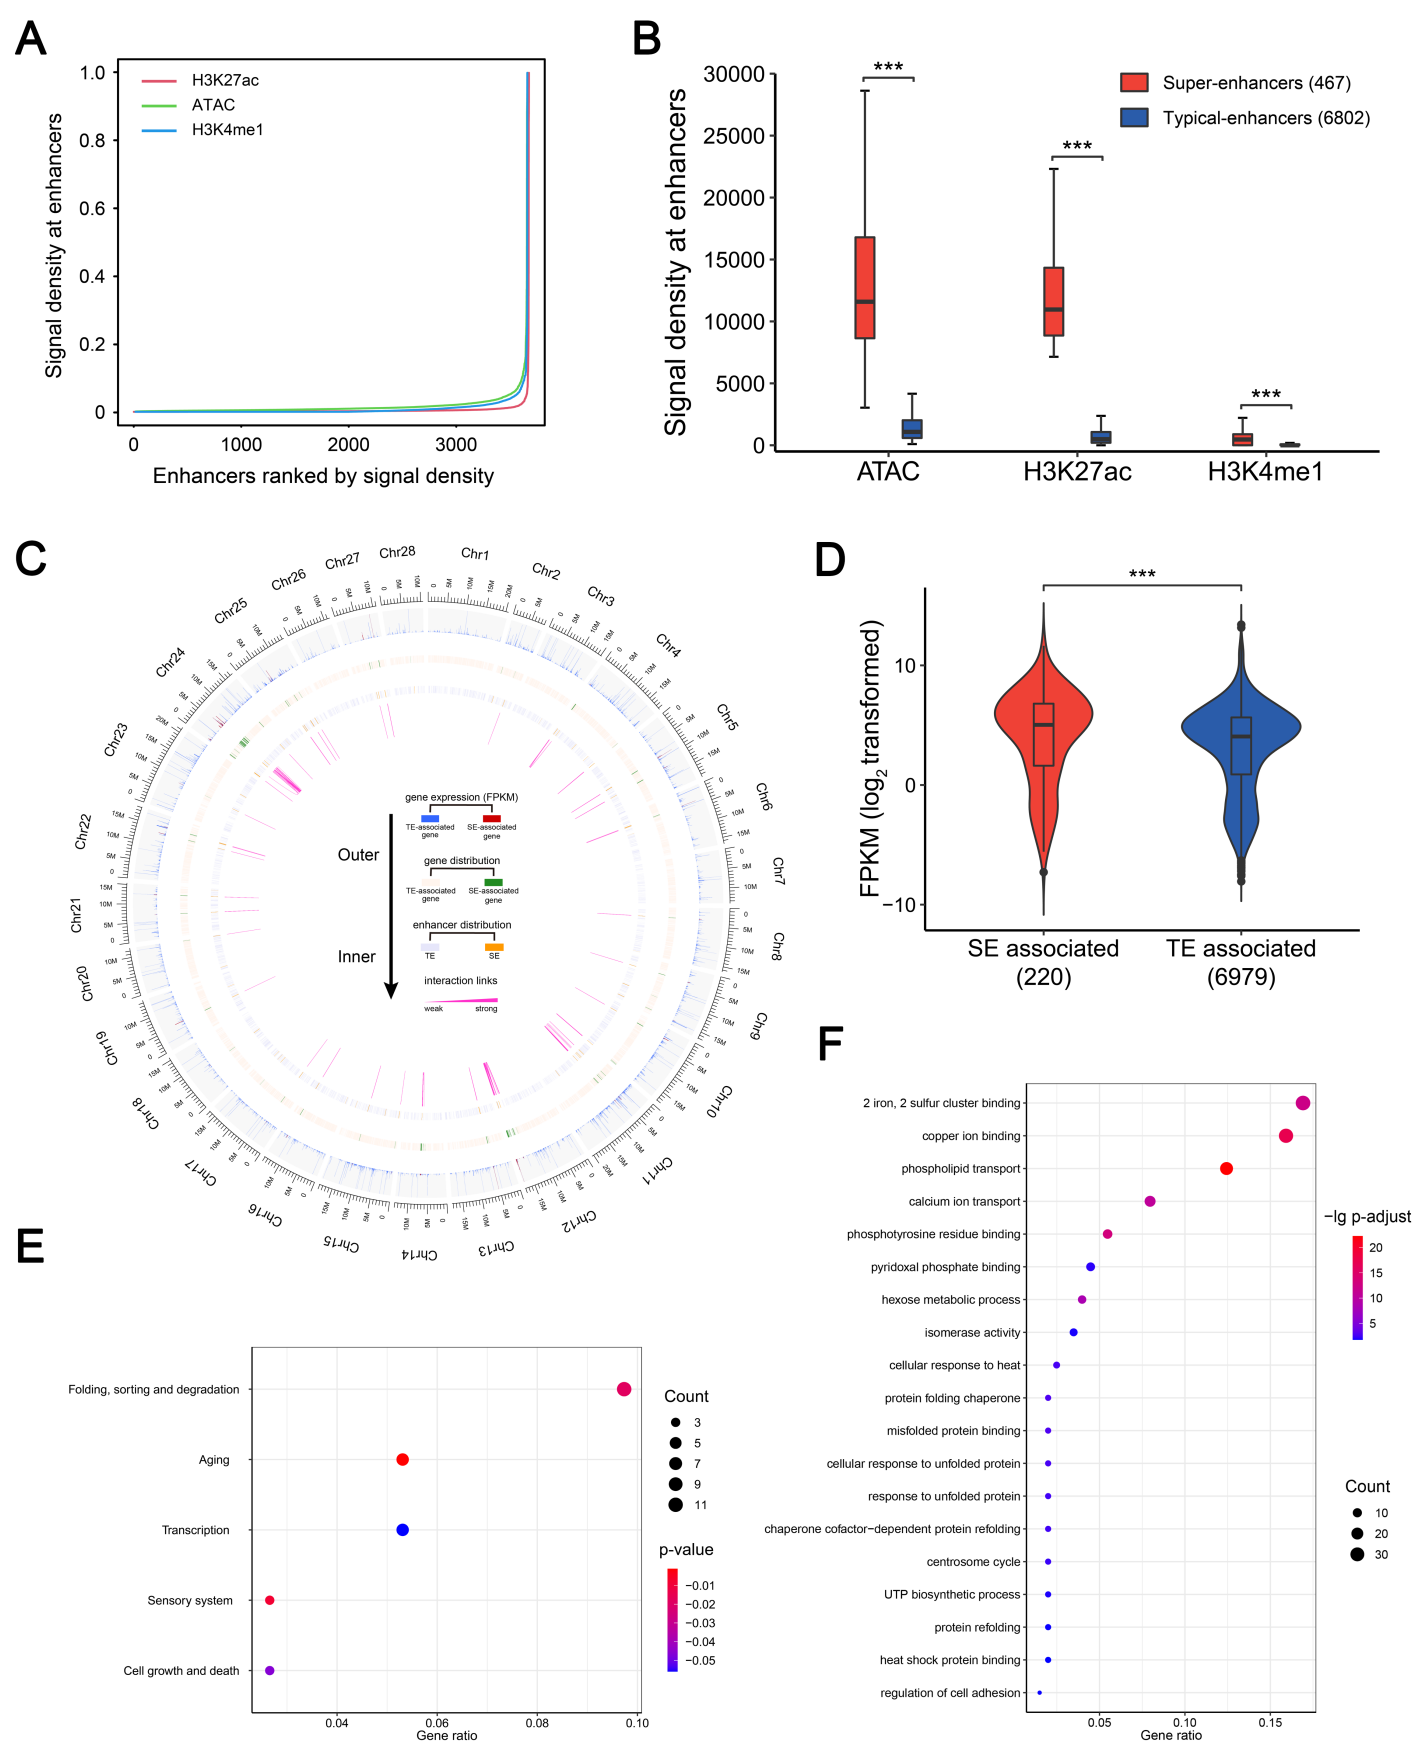 A
H3K27ac
ATAC
H3K4me1
1.0
0.8
0.6
0.4
0.2
0
0
1000
2000
3000
Signal density at enhancers
Enhancers ranked by signal density
B
30000
25000
20000
15000
10000
5000
0
Signal density at enhancers
***
***
***
Super-enhancers (467)
Typical-enhancers (6802)
ATAC
H3K27ac
H3K4me1
C
Chr1
Chr2
Chr3
Chr4
Chr5
Chr6
Chr7
Chr8
Chr9
Chr10
Chr11
Chr12
Chr13
Chr14
Chr15
Chr16
Chr17
Chr18
Chr19
Chr20
Chr21
Chr22
Chr23
Chr24
Chr25
Chr26
Chr27
Chr28
Outer
Inner
gene expression (FPKM)
TE-associated gene
SE-associated gene
gene distribution
TE-associated gene
SE-associated gene
enhancer distribution
TE
SE
interaction links
weak
strong
D
***
10
0
−10
FPKM (log2 transformed)
SE associated
(220)
TE associated
(6979)
E
Folding, sorting and degradation
Aging
Transcription
Sensory system
Cell growth and death
0.04
0.06
0.08
0.10
Gene ratio
Count
3
5
7
9
11
p-value
−0.01
−0.02
−0.03
−0.04
−0.05
F
2 iron, 2 sulfur cluster binding
copper ion binding
phospholipid transport
calcium ion transport
phosphotyrosine residue binding
pyridoxal phosphate binding
hexose metabolic process
isomerase activity
cellular response to heat
protein folding chaperone
misfolded protein binding
cellular response to unfolded protein
response to unfolded protein
chaperone cofactor−dependent protein refolding
centrosome cycle
UTP biosynthetic process
protein refolding
heat shock protein binding
regulation of cell adhesion
0.05
0.10
0.15
Gene ratio
−lg p-adjust
20
15
10
5
Count
10
20
30